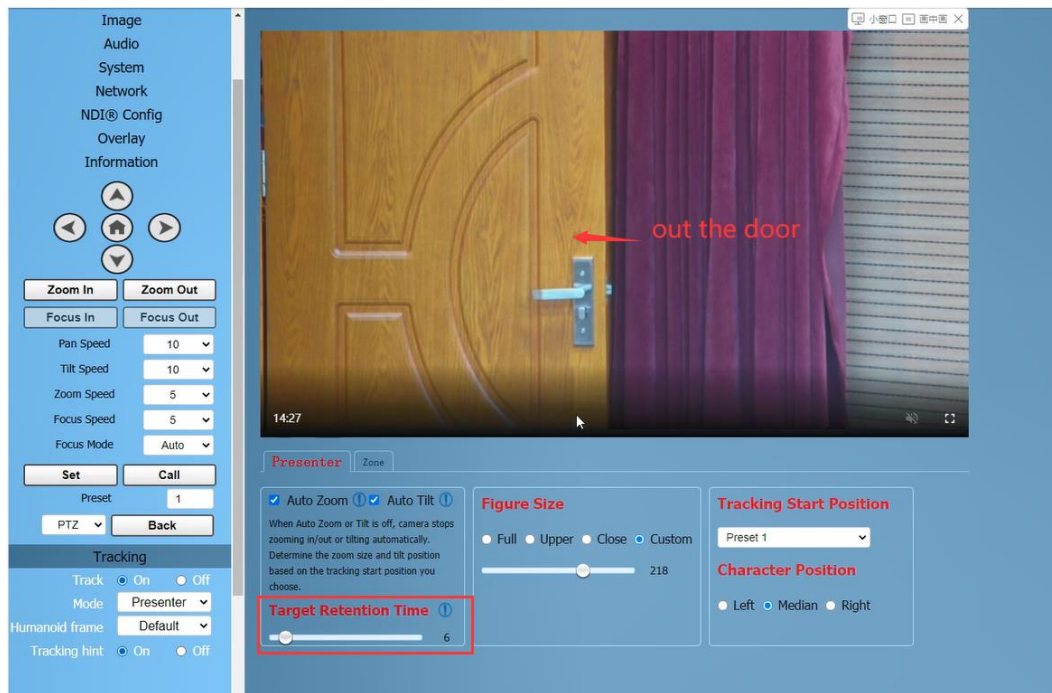 Image
Audio
System
Network
NDI® Config
Overlay
Information
Zoom In Zoom Out
Focus In Focus Out
Pan Speed 10
Tilt Speed 10
Zoom Speed 5
Focus Speed 5
Focus Mode Auto
Set Call
Preset 1
PTZ Back
Tracking
Track On Off
Mode Presenter
Humanoid frame Default
Tracking hint On Off
小窗口 画中画
out the door
14:27
Presenter Zone
Auto Zoom Auto Tilt
When Auto Zoom or Tilt is off, camera stops
zooming in/out or tilting automatically.
Determine the zoom size and tilt position
based on the tracking start position you
choose.
Target Retention Time
6
Figure Size
Full Upper Close Custom
218
Tracking Start Position
Preset 1
Character Position
Left Median Right